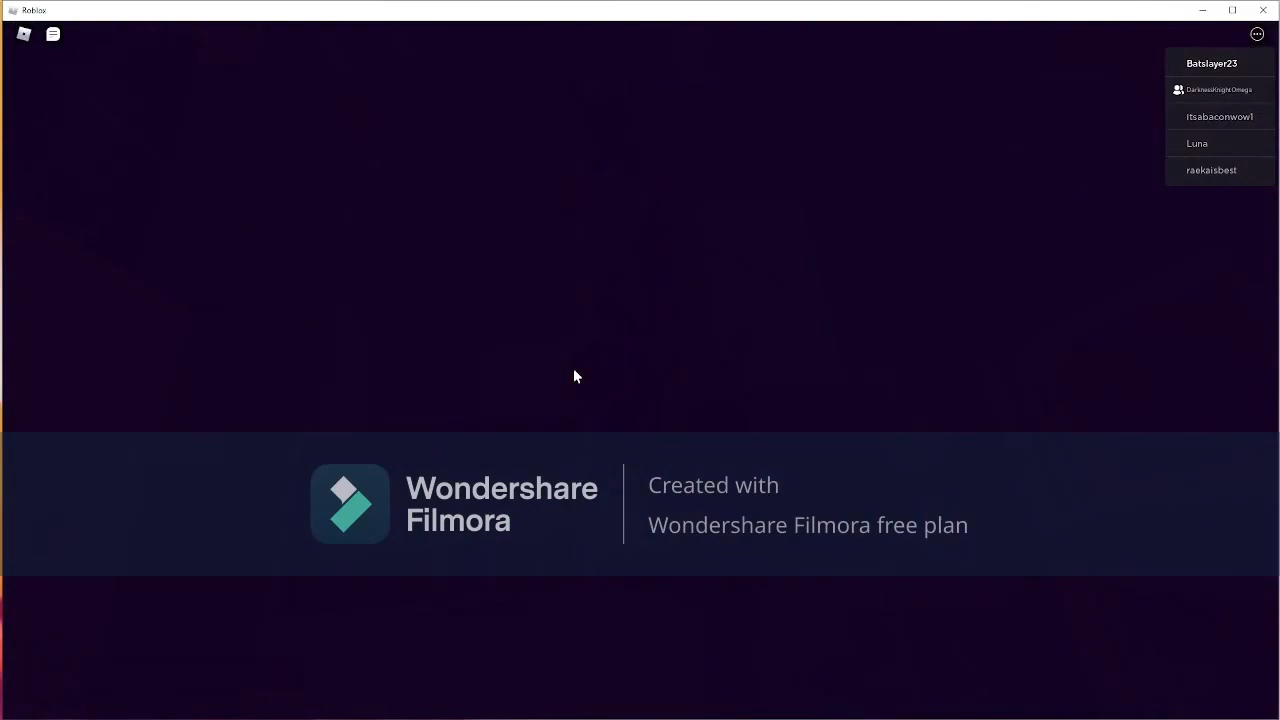 Roblox
Batslayer23
DarknessKnightOmega
itsabaconwow1
Luna
raekaisbest
Wondershare
Filmora
Created with
Wondershare Filmora free plan